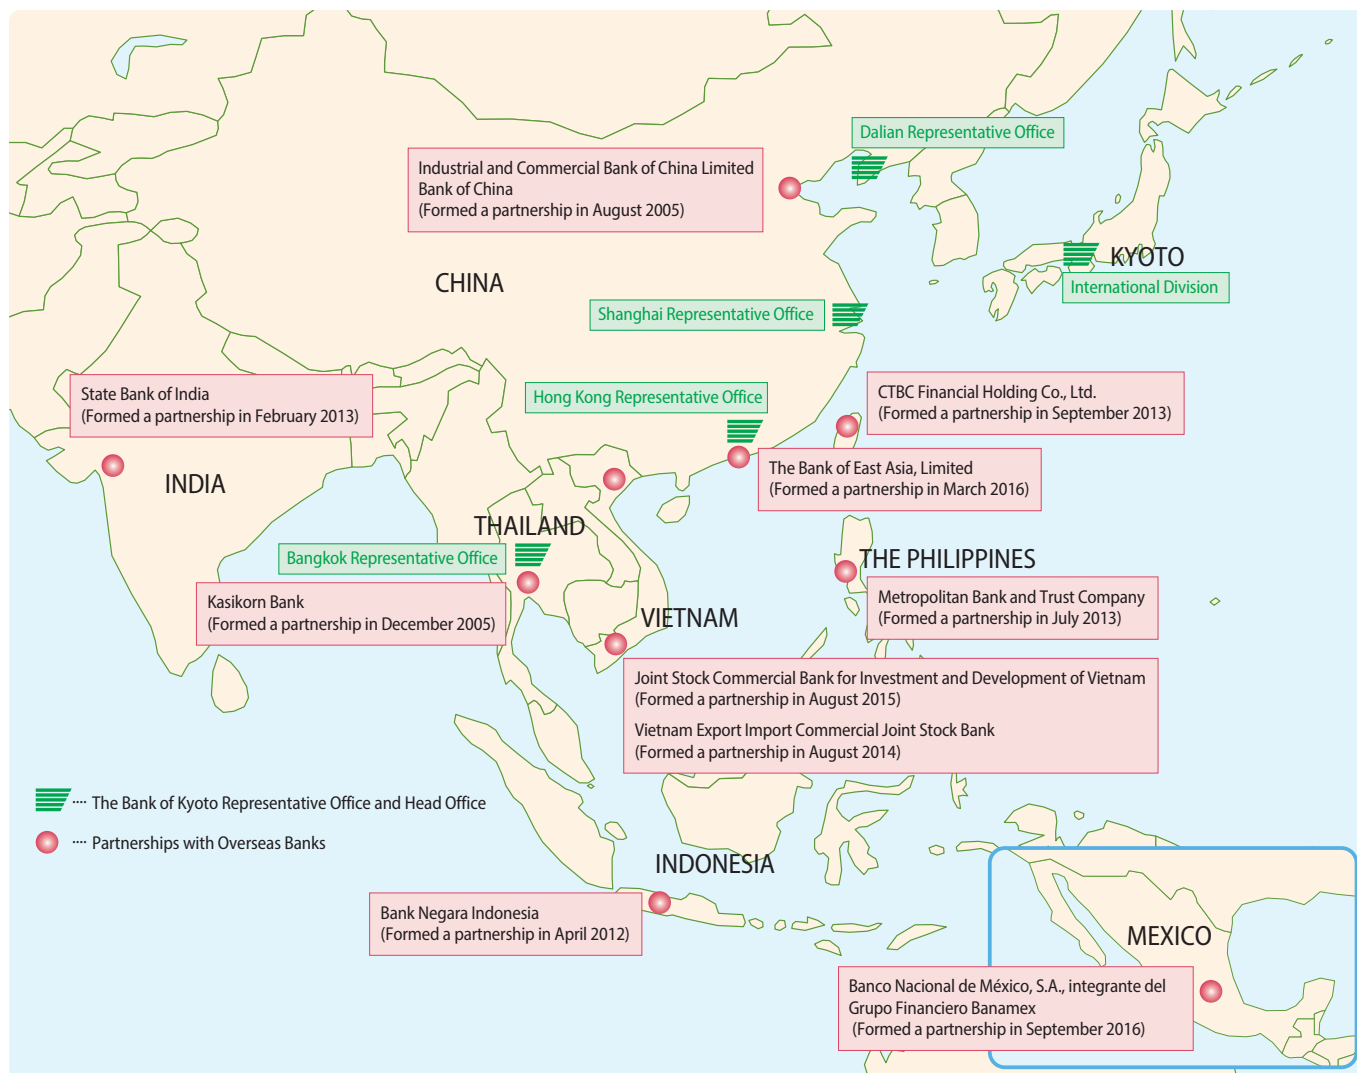 Dalian Representative Office
Industrial and Commercial Bank of China Limited
Bank of China
(Formed a partnership in August 2005)
KYOTO
International Division
CHINA
Shanghai Representative Office
State Bank of India
(Formed a partnership in February 2013)
Hong Kong Representative Office
CTBC Financial Holding Co., Ltd.
(Formed a partnership in September 2013)
INDIA
The Bank of East Asia, Limited
(Formed a partnership in March 2016)
THAILAND
Bangkok Representative Office
THE PHILIPPINES
Kasikorn Bank
(Formed a partnership in December 2005)
Metropolitan Bank and Trust Company
(Formed a partnership in July 2013)
VIETNAM
Joint Stock Commercial Bank for Investment and Development of Vietnam
(Formed a partnership in August 2015)
Vietnam Export Import Commercial Joint Stock Bank
(Formed a partnership in August 2014)
···· The Bank of Kyoto Representative Office and Head Office
···· Partnerships with Overseas Banks
INDONESIA
Bank Negara Indonesia
(Formed a partnership in April 2012)
MEXICO
Banco Nacional de México, S.A., integrante del
Grupo Financiero Banamex
(Formed a partnership in September 2016)